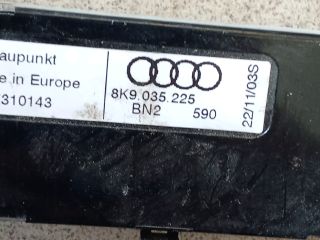 aupunkt
e in Europe
310143
8K9.035.225
BN2 590
22/11/03S